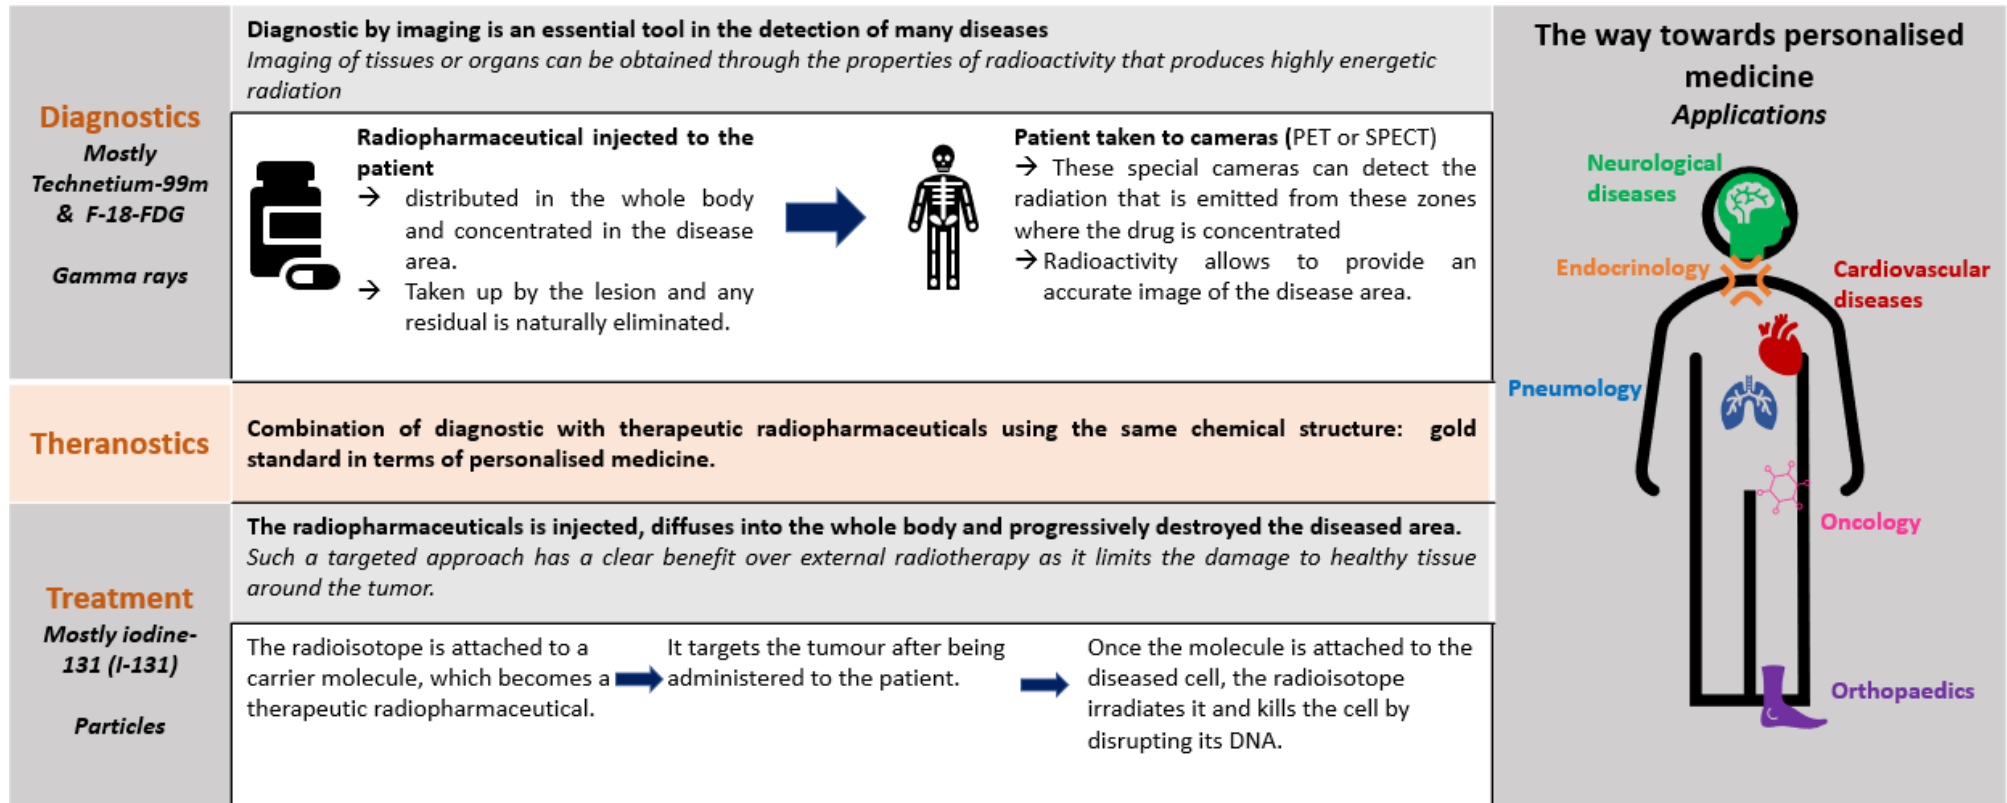 Diagnostics
Mostly
Technetium-99m
& F-18-FDG
Gamma rays
Diagnostic by imaging is an essential tool in the detection of many diseases
Imaging of tissues or organs can be obtained through the properties of radioactivity that produces highly energetic
radiation
Radiopharmaceutical injected to the
patient
→ distributed in the whole body
and concentrated in the disease
area.
→ Taken up by the lesion and any
residual is naturally eliminated.
Patient taken to cameras (PET or SPECT)
→ These special cameras can detect the
radiation that is emitted from these zones
where the drug is concentrated
→ Radioactivity allows to provide an
accurate image of the disease area.
Theranostics
Combination of diagnostic with therapeutic radiopharmaceuticals using the same chemical structure: gold
standard in terms of personalised medicine.
Treatment
Mostly iodine-
131 (I-131)
Particles
The radiopharmaceuticals is injected, diffuses into the whole body and progressively destroyed the diseased area.
Such a targeted approach has a clear benefit over external radiotherapy as it limits the damage to healthy tissue
around the tumor.
The radioisotope is attached to a
carrier molecule, which becomes a
therapeutic radiopharmaceutical.
It targets the tumour after being
administered to the patient.
Once the molecule is attached to the
diseased cell, the radioisotope
irradiates it and kills the cell by
disrupting its DNA.
The way towards personalised
medicine
Applications
Neurological
diseases
Endocrinology
Cardiovascular
diseases
Pneumology
Oncology
Orthopaedics